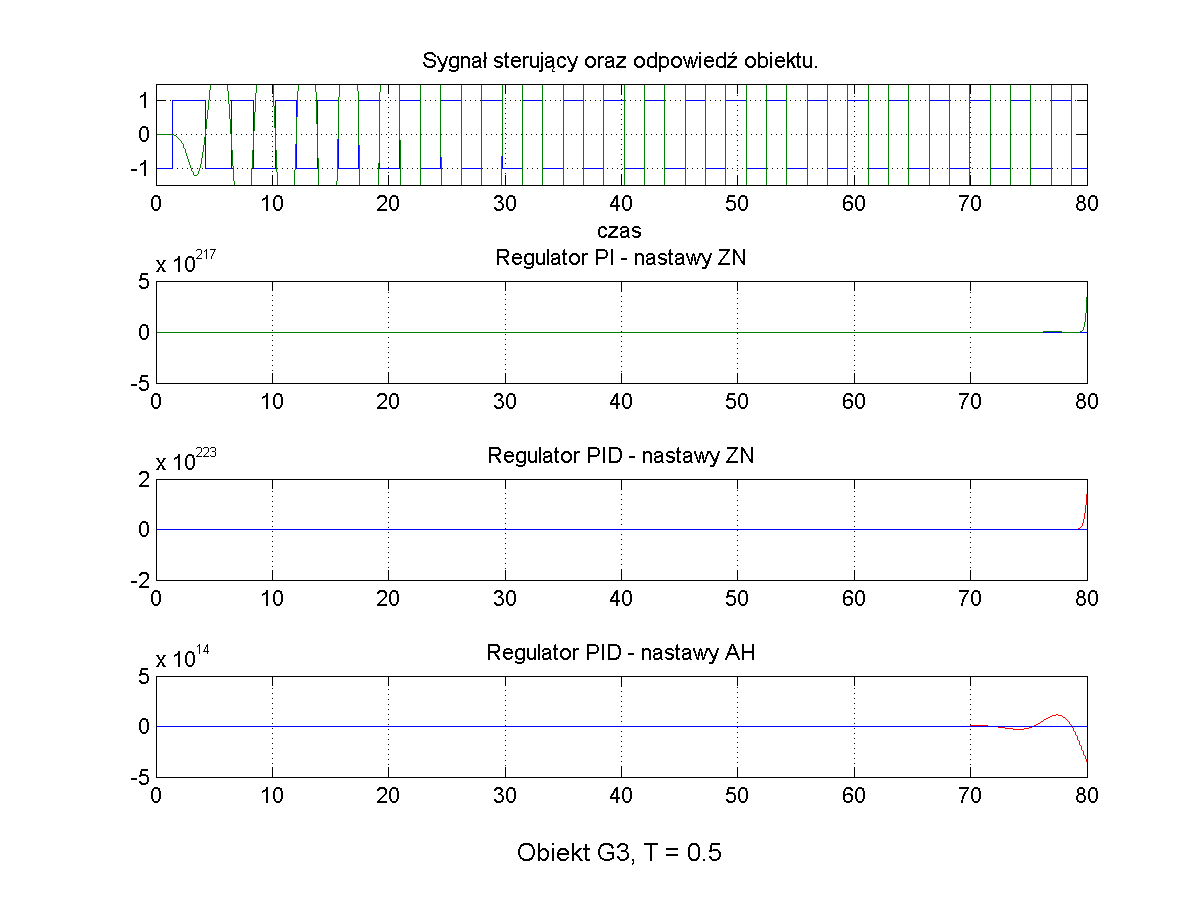 Sygnał sterujący oraz odpowiedź obiektu.
1
0
-1
0 10 20 30 40 50 60 70 80
czas
Regulator PI - nastawy ZN
x 10^217
5
0
-5
0 10 20 30 40 50 60 70 80
Regulator PID - nastawy ZN
x 10^223
2
0
-2
0 10 20 30 40 50 60 70 80
Regulator PID - nastawy AH
x 10^14
5
0
-5
0 10 20 30 40 50 60 70 80
Obiekt G3, T = 0.5